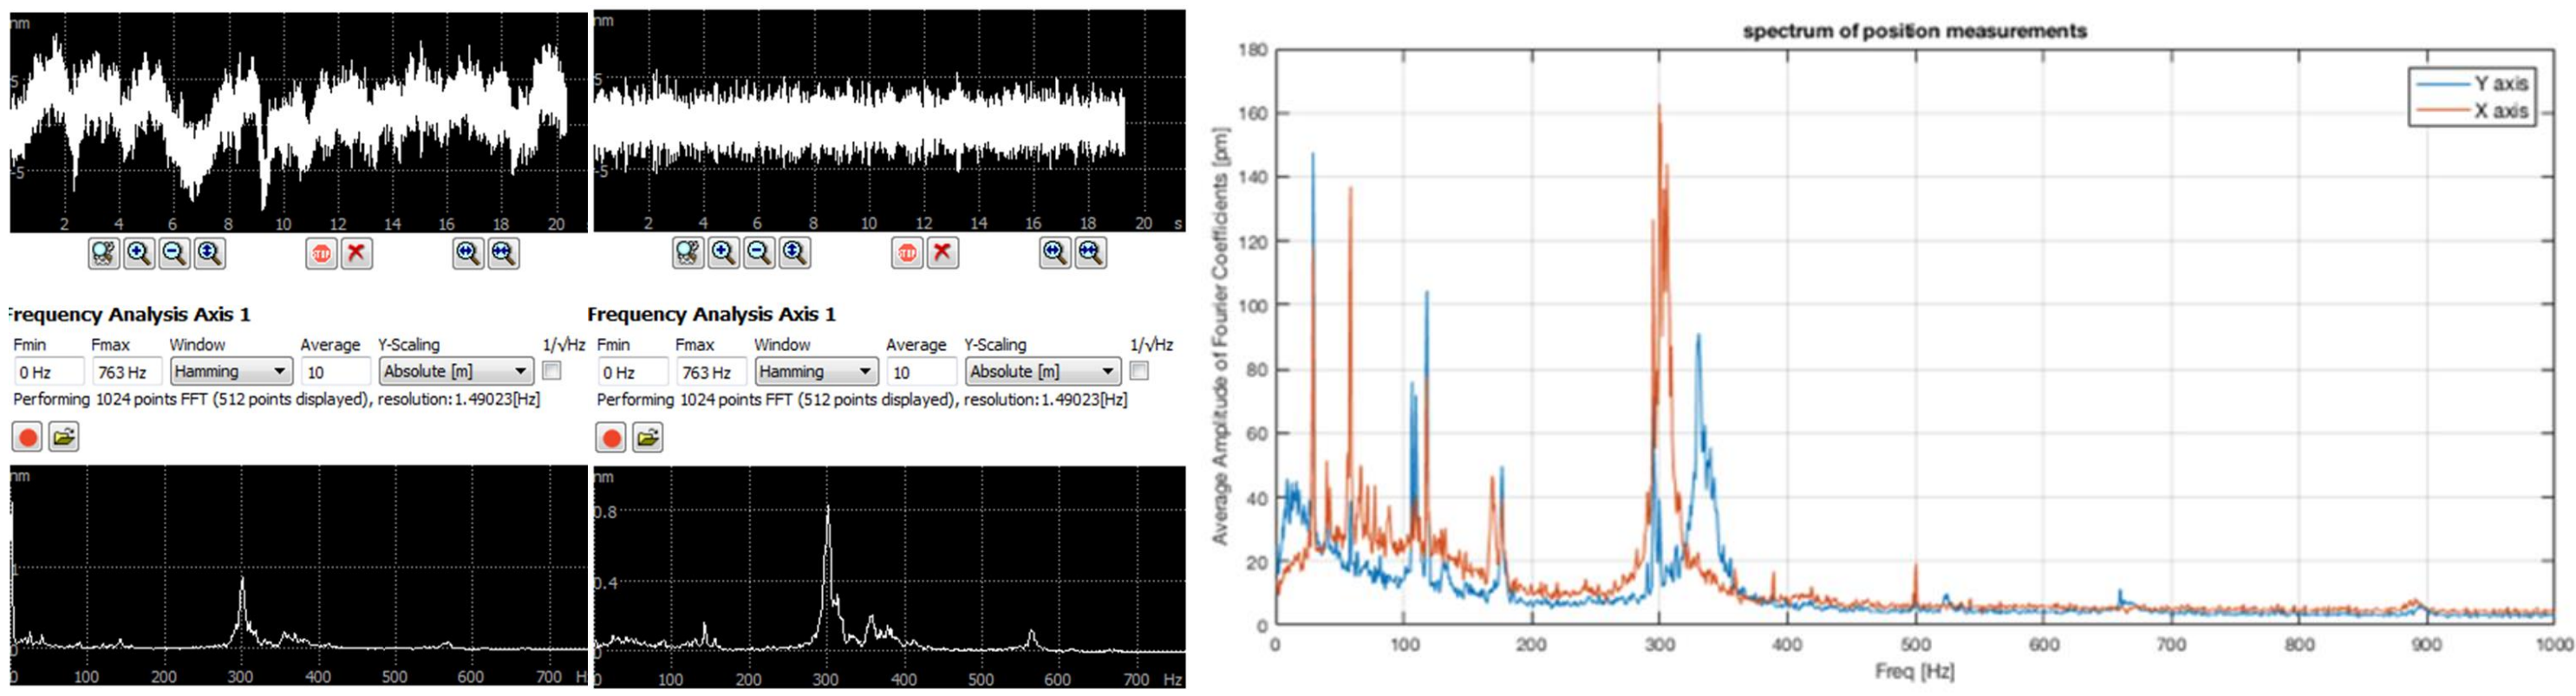 nm
5
-5
2 4 6 8 10 12 14 16 18 20
nm
5
-5
2 4 6 8 10 12 14 16 18 20 s
STOP
STOP
Frequency Analysis Axis 1
Fmin Fmax Window Average Y-Scaling 1/√Hz
0 Hz 763 Hz Hamming 10 Absolute [m]
Performing 1024 points FFT (512 points displayed), resolution:1.49023[Hz]
Frequency Analysis Axis 1
Fmin Fmax Window Average Y-Scaling 1/√Hz
0 Hz 763 Hz Hamming 10 Absolute [m]
Performing 1024 points FFT (512 points displayed), resolution:1.49023[Hz]
nm
1
0
0 100 200 300 400 500 600 700 H
nm
0.8
0.4
0
100 200 300 400 500 600 700 Hz
spectrum of position measurements
Y axis
X axis
Average Amplitude of Fourier Coefficients [pm]
180
160
140
120
100
80
60
40
20
0
0 100 200 300 400 500 600 700 800 900 1000
Freq [Hz]